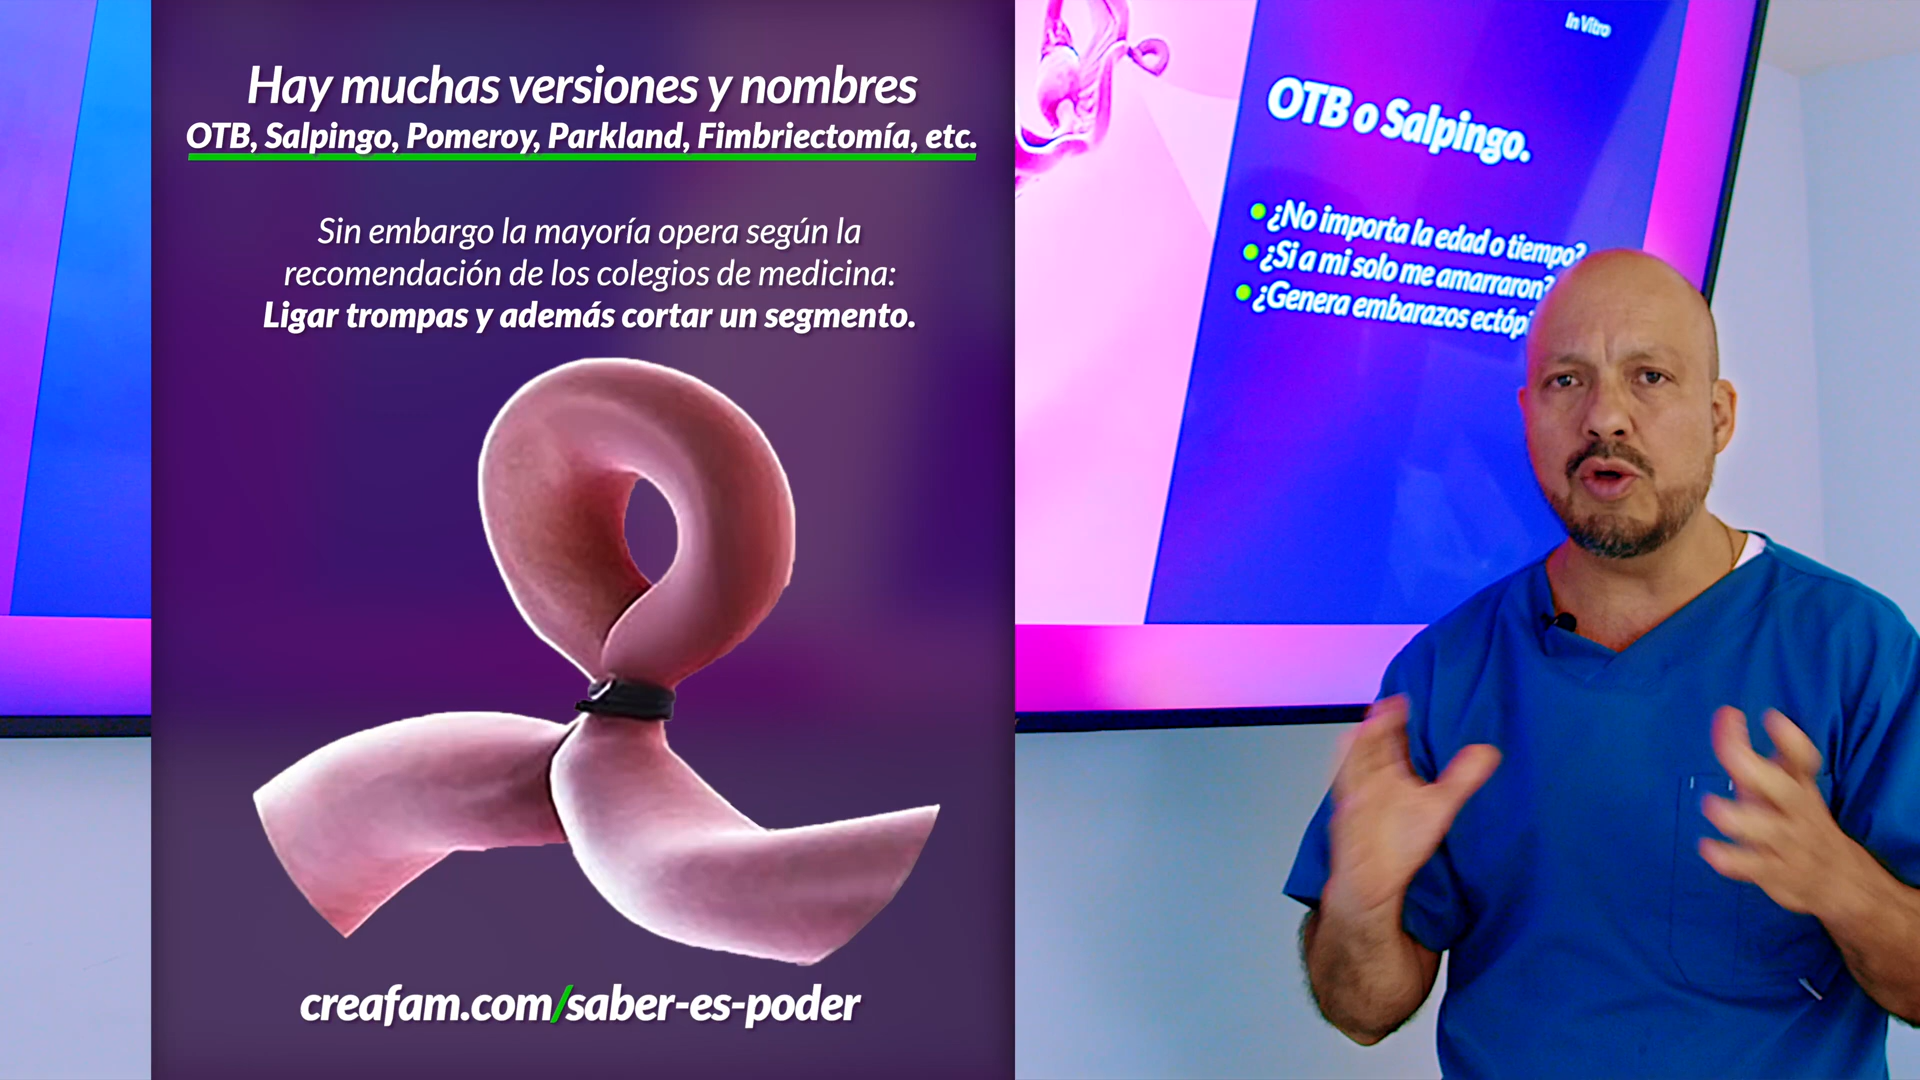 Hay muchas versiones y nombres
OTB, Salpingo, Pomeroy, Parkland, Fimbriectomía, etc.
Sin embargo la mayoría opera según la
recomendación de los colegios de medicina:
Ligar trompas y además cortar un segmento.
creafam.com/saber-es-poder
In Vitro
OTB o Salpingo.
¿No importa la edad o tiempo?
¿Si a mi solo me amarraron?
¿Genera embarazos